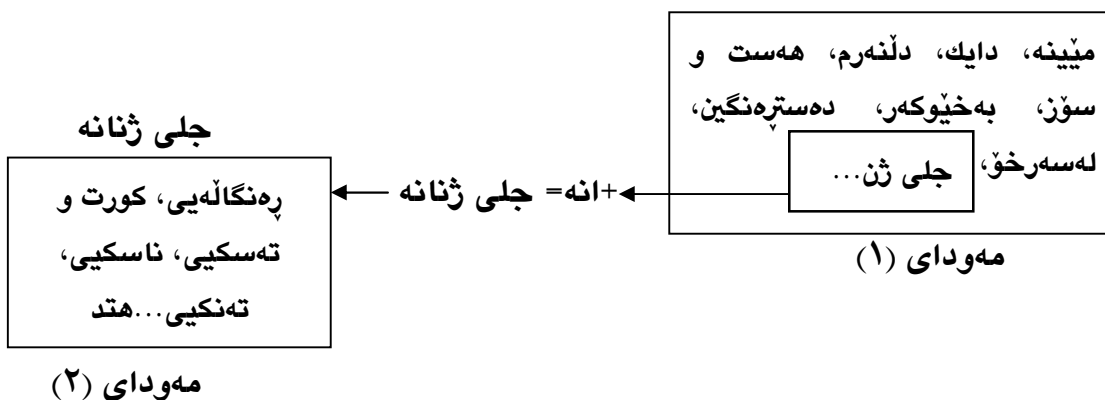 مێینە، دایك، دڵنەرم، هەست و
سۆز، بەخێوکەر، دەستڕەنگین،
لەسەرخۆ،
جلی ژن...
مەودای (١)
+انە= جلی ژنانە
جلی ژنانە
ڕەنگاڵەیی، کورت و
تەسکیی، ناسکیی،
تەنکیی...هتد
مەودای (٢)